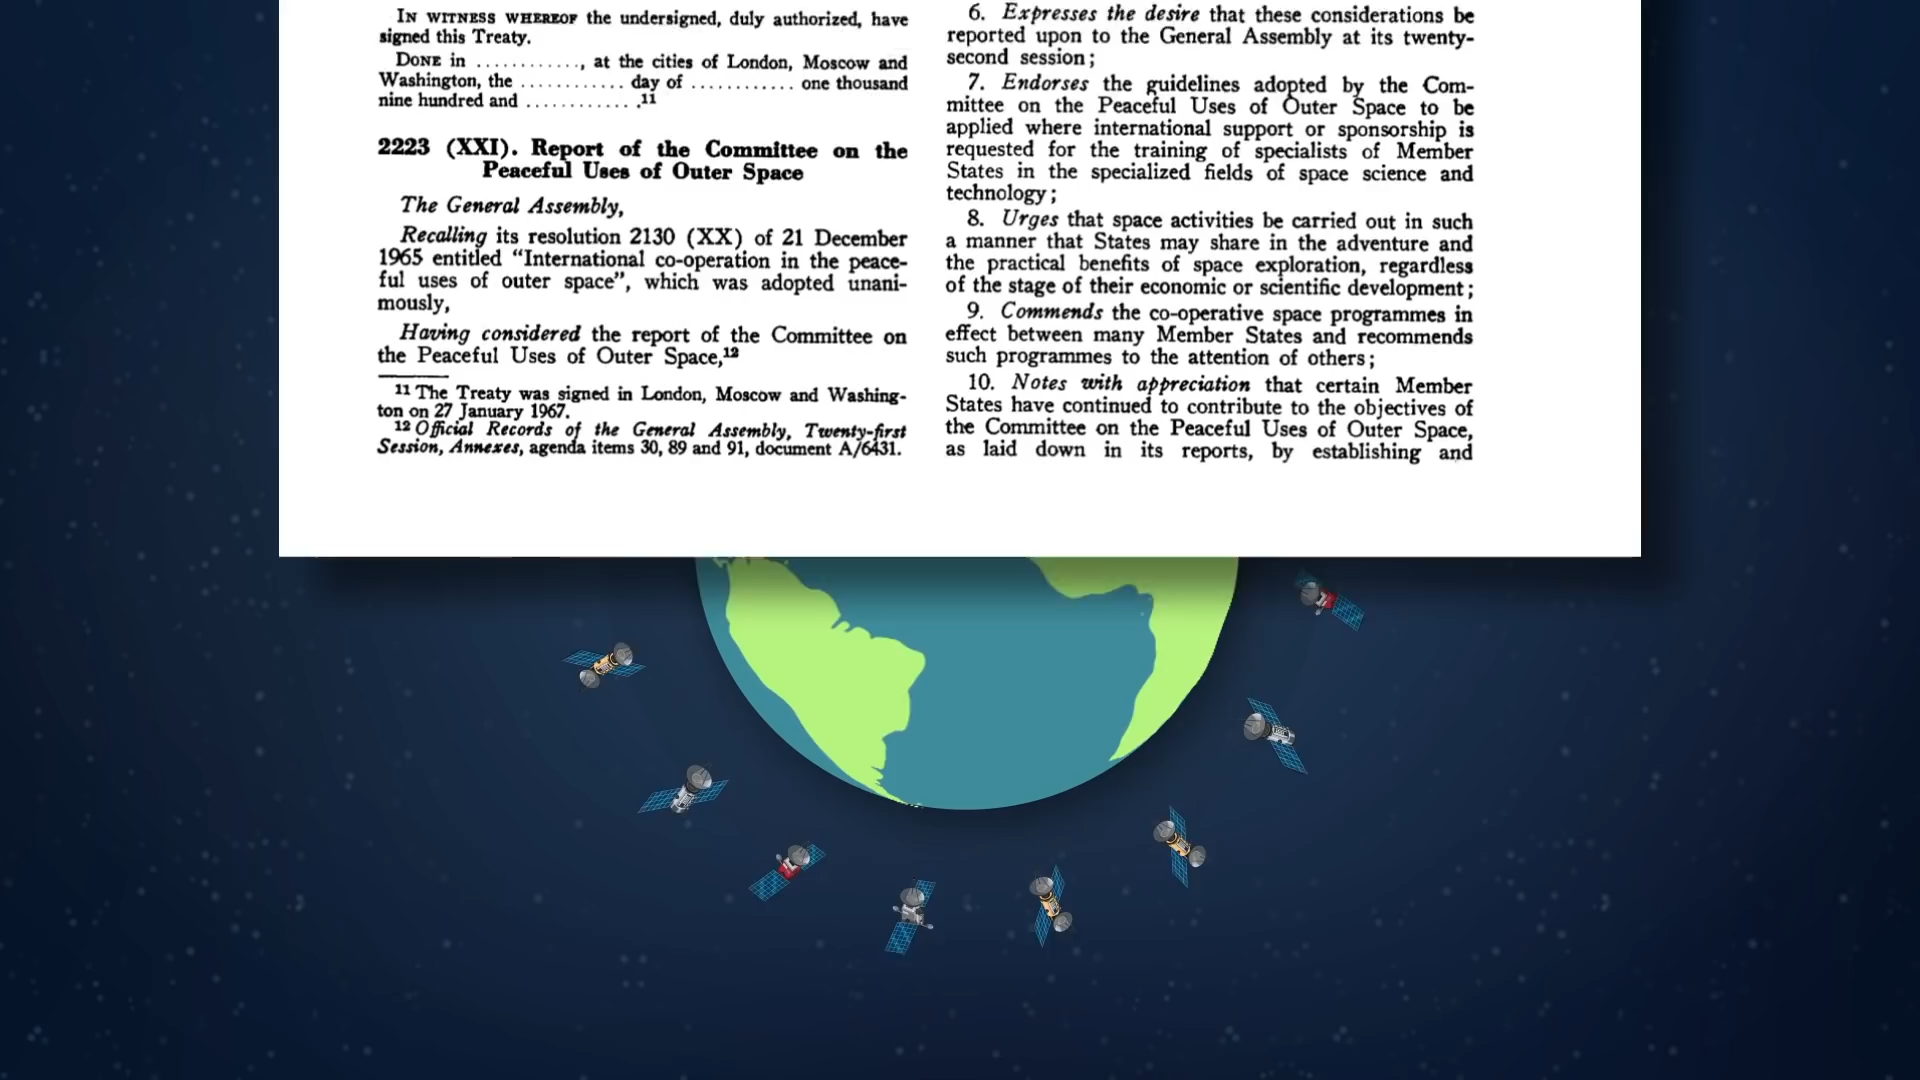 IN WITNESS WHEREOF the undersigned, duly authorized, have
signed this Treaty.
DONE in ............, at the cities of London, Moscow and
Washington, the ............ day of ............ one thousand
nine hundred and ............ .11
2223 (XXI). Report of the Committee on the
Peaceful Uses of Outer Space
The General Assembly,
Recalling its resolution 2130 (XX) of 21 December
1965 entitled “International co-operation in the peace-
ful uses of outer space”, which was adopted unani-
mously,
Having considered the report of the Committee on
the Peaceful Uses of Outer Space,12
11 The Treaty was signed in London, Moscow and Washing-
ton on 27 January 1967.
12 Official Records of the General Assembly, Twenty-first
Session, Annexes, agenda items 30, 89 and 91, document A/6431.
6. Expresses the desire that these considerations be
reported upon to the General Assembly at its twenty-
second session;
7. Endorses the guidelines adopted by the Com-
mittee on the Peaceful Uses of Outer Space to be
applied where international support or sponsorship is
requested for the training of specialists of Member
States in the specialized fields of space science and
technology;
8. Urges that space activities be carried out in such
a manner that States may share in the adventure and
the practical benefits of space exploration, regardless
of the stage of their economic or scientific development;
9. Commends the co-operative space programmes in
effect between many Member States and recommends
such programmes to the attention of others;
10. Notes with appreciation that certain Member
States have continued to contribute to the objectives of
the Committee on the Peaceful Uses of Outer Space,
as laid down in its reports, by establishing and